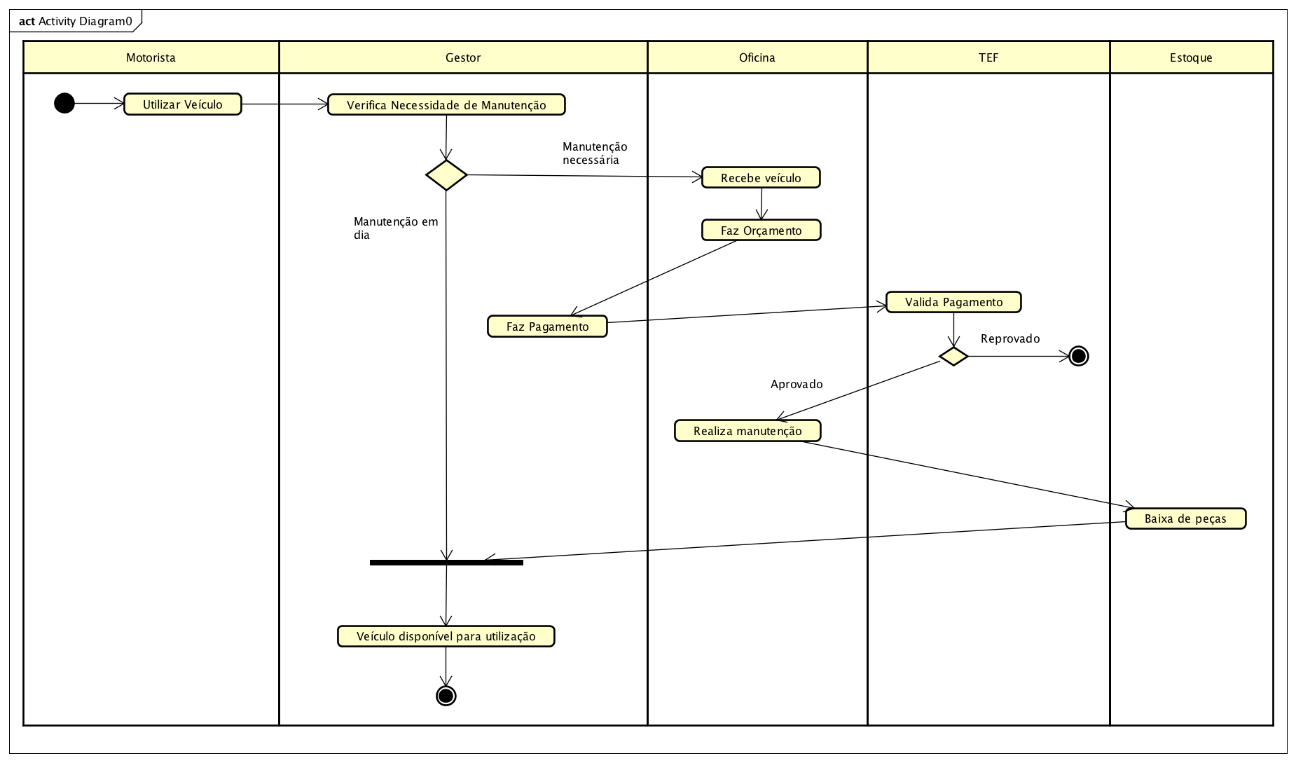 act Activity Diagram0
Motorista
Gestor
Oficina
TEF
Estoque
Utilizar Veículo
Verifica Necessidade de Manutenção
Manutenção
necessária
Recebe veículo
Manutenção em
dia
Faz Orçamento
Valida Pagamento
Faz Pagamento
Reprovado
Aprovado
Realiza manutenção
Baixa de peças
Veículo disponível para utilização